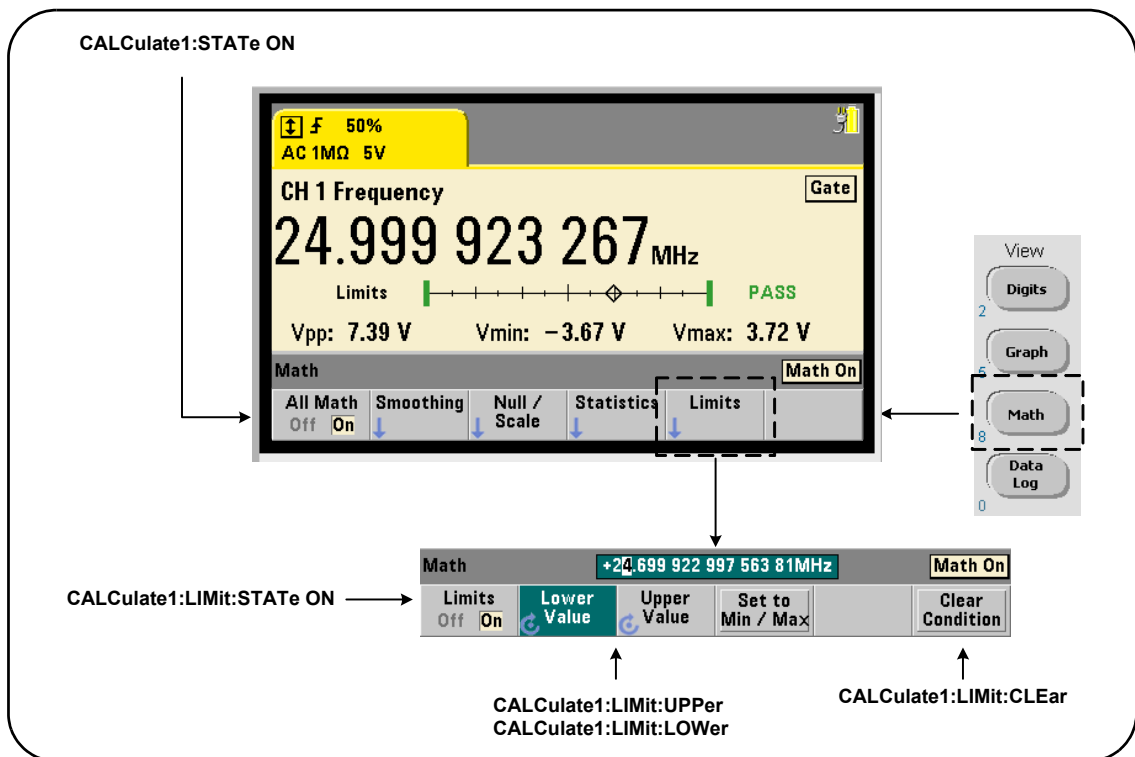 CALCulate1:STATe ON
50%
AC 1MΩ 5V
CH 1 Frequency
Gate
24.999 923 267 MHz
Limits
PASS
Vpp: 7.39 V Vmin: −3.67 V Vmax: 3.72 V
Math
Math On
All Math
Off On
Smoothing
Null /
Scale
Statistics
Limits
View
Digits
2
Graph
5
Math
8
Data
Log
0
Math
+24.699 922 997 563 81MHz
Math On
CALCulate1:LIMit:STATe ON
Limits
Off On
Lower
Value
Upper
Value
Set to
Min / Max
Clear
Condition
CALCulate1:LIMit:UPPer
CALCulate1:LIMit:LOWer
CALCulate1:LIMit:CLEar